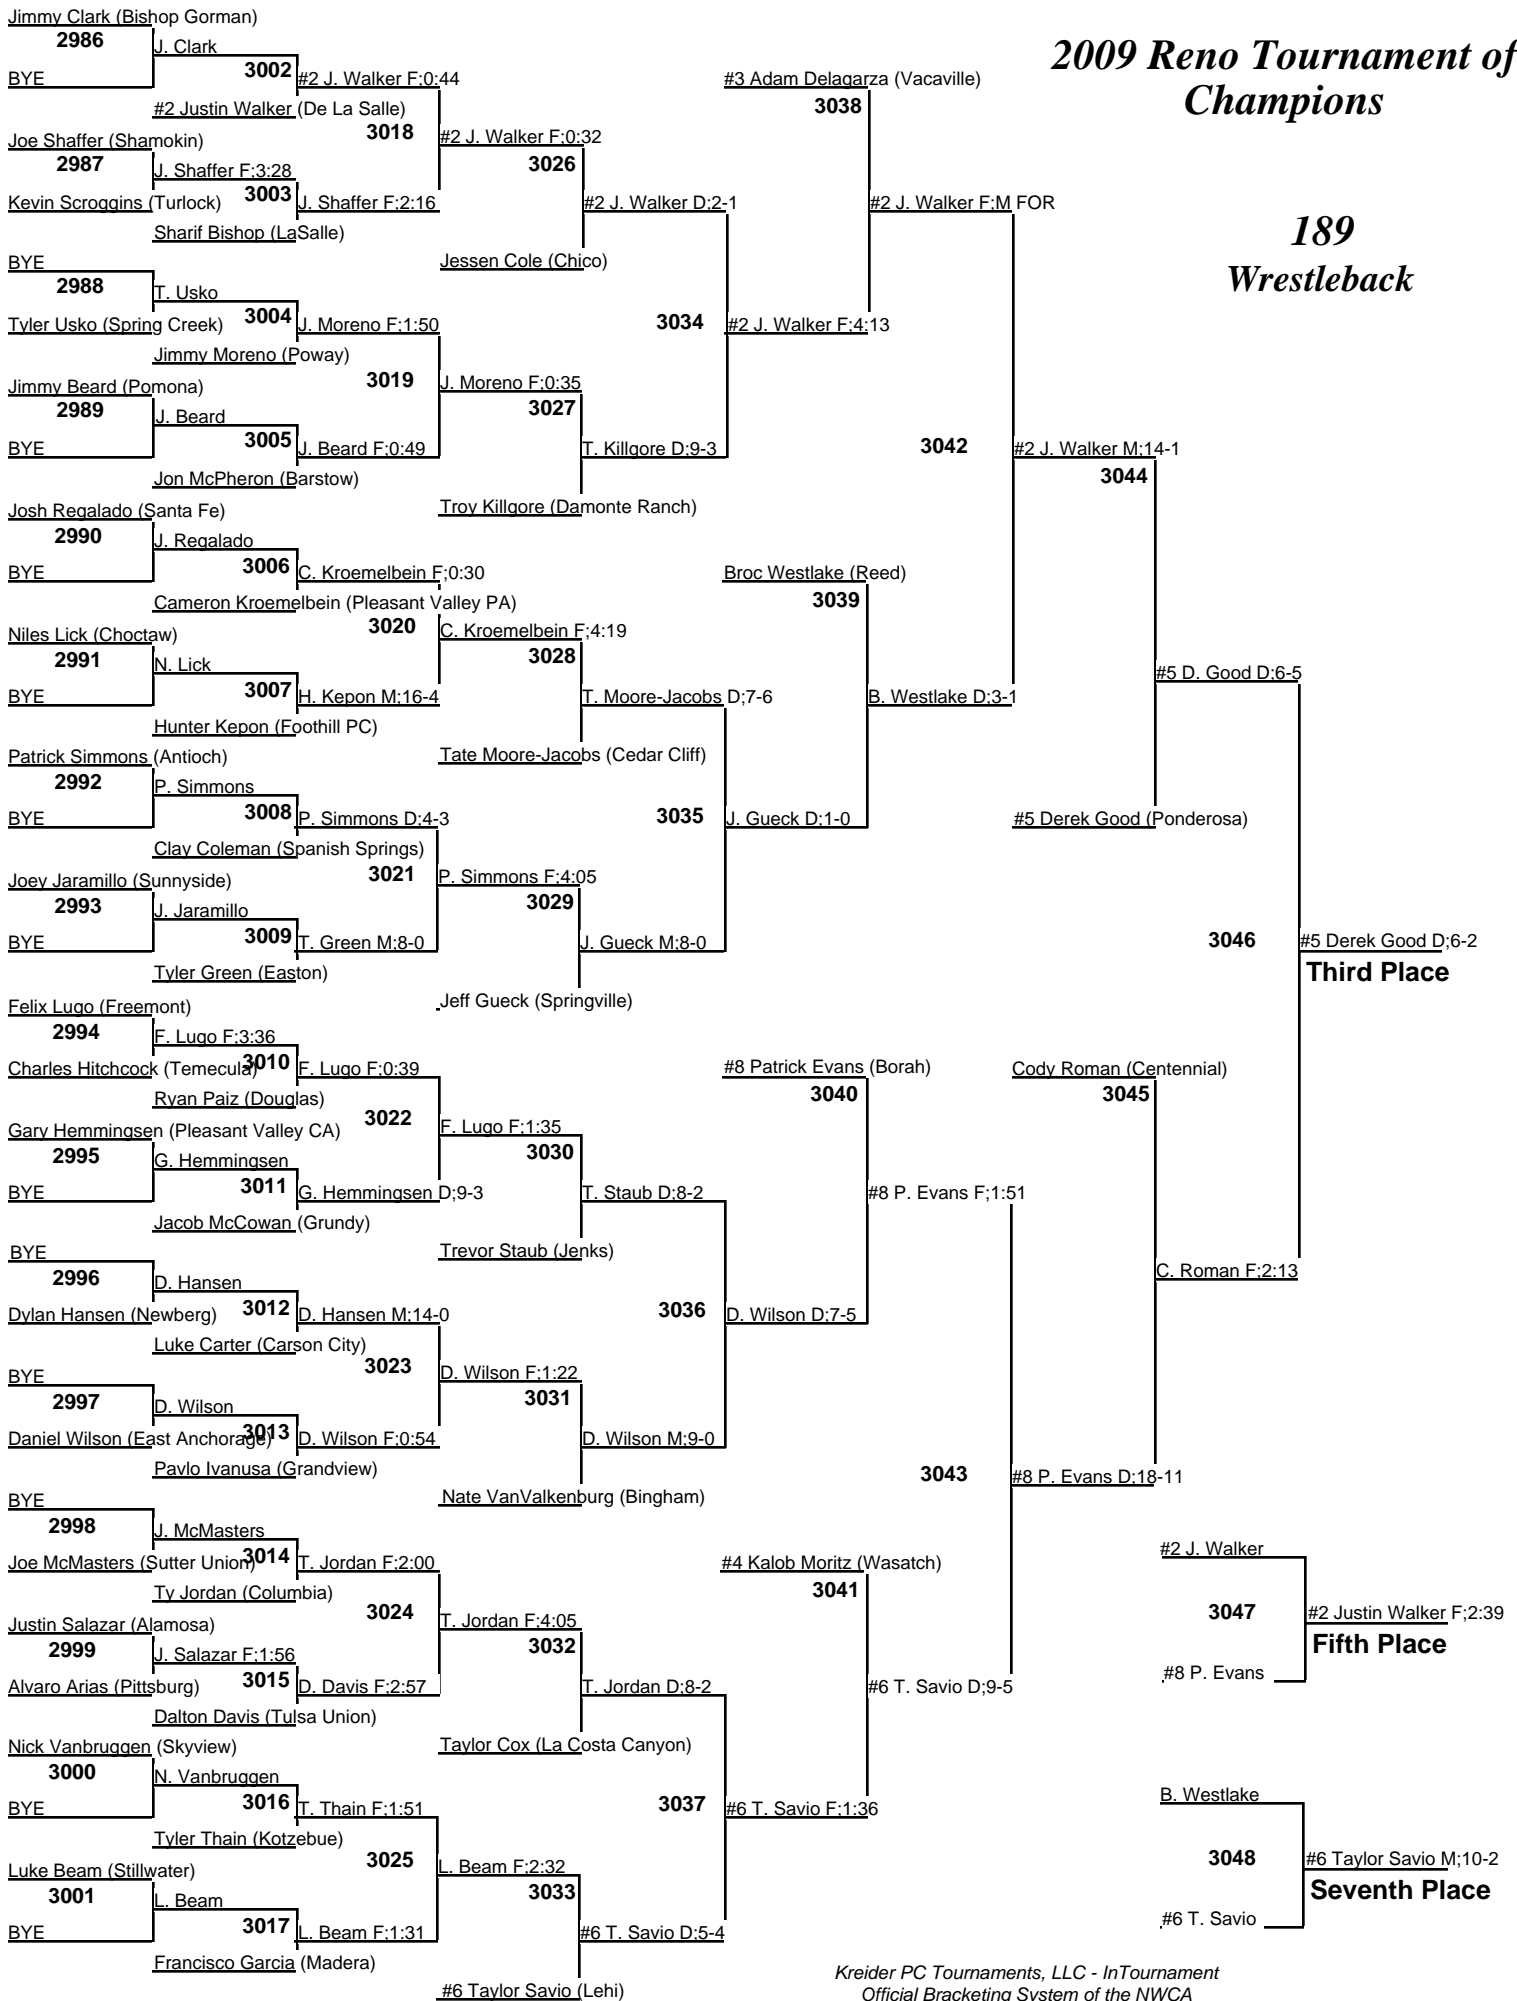 2009 Reno Tournament of
Champions
189
Wrestleback
Jimmy Clark (Bishop Gorman)
2986
BYE
Joe Shaffer (Shamokin)
2987
Kevin Scroggins (Turlock)
BYE
2988
Tyler Usko (Spring Creek)
Jimmy Beard (Pomona)
2989
BYE
Josh Regalado (Santa Fe)
2990
BYE
Niles Lick (Choctaw)
2991
BYE
Patrick Simmons (Antioch)
2992
BYE
Joey Jaramillo (Sunnyside)
2993
BYE
Felix Lugo (Freemont)
2994
Charles Hitchcock (Temecula)
Gary Hemmingsen (Pleasant Valley CA)
2995
BYE
BYE
2996
Dylan Hansen (Newberg)
BYE
2997
Daniel Wilson (East Anchorage)
BYE
2998
Joe McMasters (Sutter Union)
Justin Salazar (Alamosa)
2999
Alvaro Arias (Pittsburg)
Nick Vanbruggen (Skyview)
3000
BYE
Luke Beam (Stillwater)
3001
BYE
J. Clark
3002
#2 Justin Walker (De La Salle)
J. Shaffer F;3:28
3003
Sharif Bishop (LaSalle)
T. Usko
3004
Jimmy Moreno (Poway)
J. Beard
3005
Jon McPheron (Barstow)
J. Regalado
3006
Cameron Kroemelbein (Pleasant Valley PA)
N. Lick
3007
Hunter Kepon (Foothill PC)
P. Simmons
3008
Clay Coleman (Spanish Springs)
J. Jaramillo
3009
Tyler Green (Easton)
F. Lugo F;3:36
3010
Ryan Paiz (Douglas)
G. Hemmingsen
3011
Jacob McCowan (Grundy)
D. Hansen
3012
Luke Carter (Carson City)
D. Wilson
3013
Pavlo Ivanusa (Grandview)
J. McMasters
3014
Ty Jordan (Columbia)
J. Salazar F;1:56
3015
Dalton Davis (Tulsa Union)
N. Vanbruggen
3016
Tyler Thain (Kotzebue)
L. Beam
3017
Francisco Garcia (Madera)
#2 J. Walker F;0:44
3018
J. Shaffer F;2:16
J. Moreno F;1:50
3019
J. Beard F;0:49
C. Kroemelbein F;0:30
3020
H. Kepon M;16-4
P. Simmons D;4-3
3021
T. Green M;8-0
F. Lugo F;0:39
3022
G. Hemmingsen D;9-3
D. Hansen M;14-0
3023
D. Wilson F;0:54
T. Jordan F;2:00
3024
D. Davis F;2:57
T. Thain F;1:51
3025
L. Beam F;1:31
#2 J. Walker F;0:32
3026
Jessen Cole (Chico)
J. Moreno F;0:35
3027
Troy Killgore (Damonte Ranch)
C. Kroemelbein F;4:19
3028
Tate Moore-Jacobs (Cedar Cliff)
P. Simmons F;4:05
3029
Jeff Gueck (Springville)
F. Lugo F;1:35
3030
Trevor Staub (Jenks)
D. Wilson F;1:22
3031
Nate VanValkenburg (Bingham)
T. Jordan F;4:05
3032
Taylor Cox (La Costa Canyon)
L. Beam F;2:32
3033
#6 Taylor Savio (Lehi)
#2 J. Walker D;2-1
3034
T. Killgore D;9-3
T. Moore-Jacobs D;7-6
3035
J. Gueck M;8-0
T. Staub D;8-2
3036
D. Wilson M;9-0
T. Jordan D;8-2
3037
#6 T. Savio D;5-4
#3 Adam Delagarza (Vacaville)
3038
#2 J. Walker F;4:13
Broc Westlake (Reed)
3039
J. Gueck D;1-0
#8 Patrick Evans (Borah)
3040
D. Wilson D;7-5
#4 Kalob Moritz (Wasatch)
3041
#6 T. Savio F;1:36
#2 J. Walker F;M FOR
3042
B. Westlake D;3-1
#8 P. Evans F;1:51
3043
#6 T. Savio D;9-5
#2 J. Walker M;14-1
3044
#5 Derek Good (Ponderosa)
Cody Roman (Centennial)
3045
#8 P. Evans D;18-11
#5 D. Good D;6-5
3046
C. Roman F;2:13
#5 Derek Good D;6-2
Third Place
#2 J. Walker
3047
#8 P. Evans
#2 Justin Walker F;2:39
Fifth Place
B. Westlake
3048
#6 T. Savio
#6 Taylor Savio M;10-2
Seventh Place
Kreider PC Tournaments, LLC - InTournament
Official Bracketing System of the NWCA